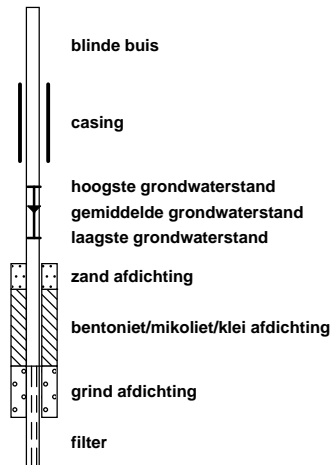 blinde buis
casing
hoogste grondwaterstand
gemiddelde grondwaterstand
laagste grondwaterstand
zand afdichting
bentoniet/mikoliet/klei afdichting
grind afdichting
filter